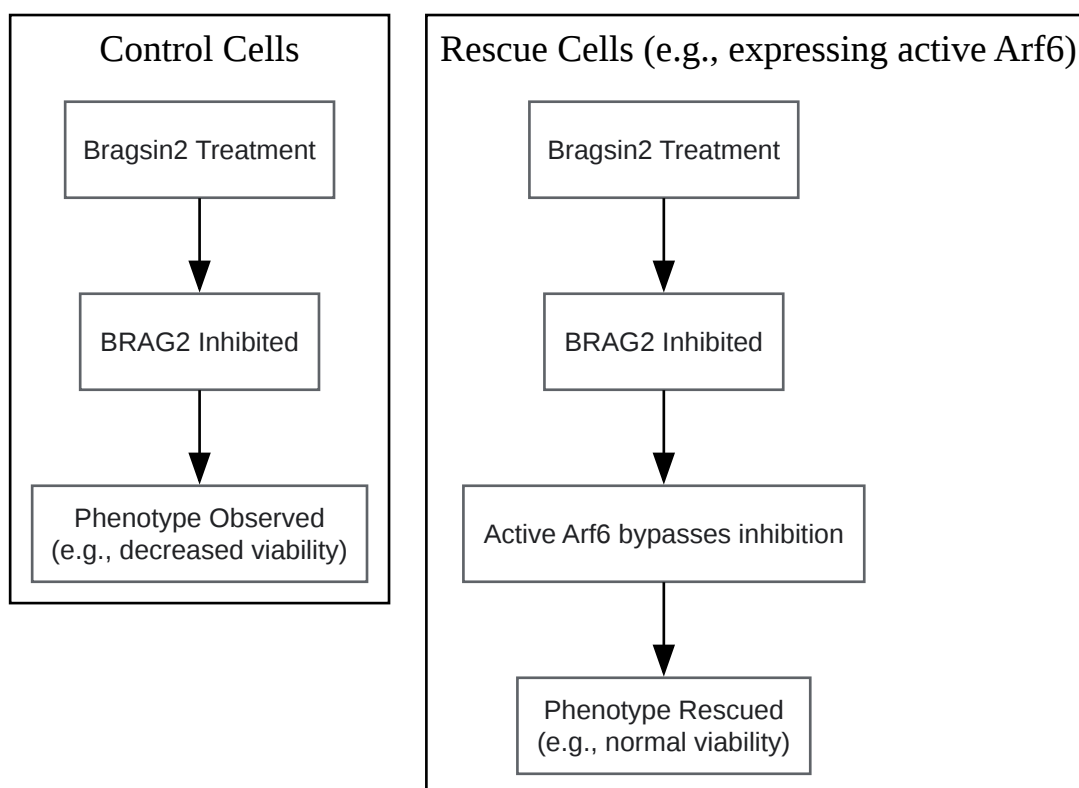 Control Cells
Bragsin2 Treatment
BRAG2 Inhibited
Phenotype Observed
(e.g., decreased viability)
Rescue Cells (e.g., expressing active Arf6)
Bragsin2 Treatment
BRAG2 Inhibited
Active Arf6 bypasses inhibition
Phenotype Rescued
(e.g., normal viability)